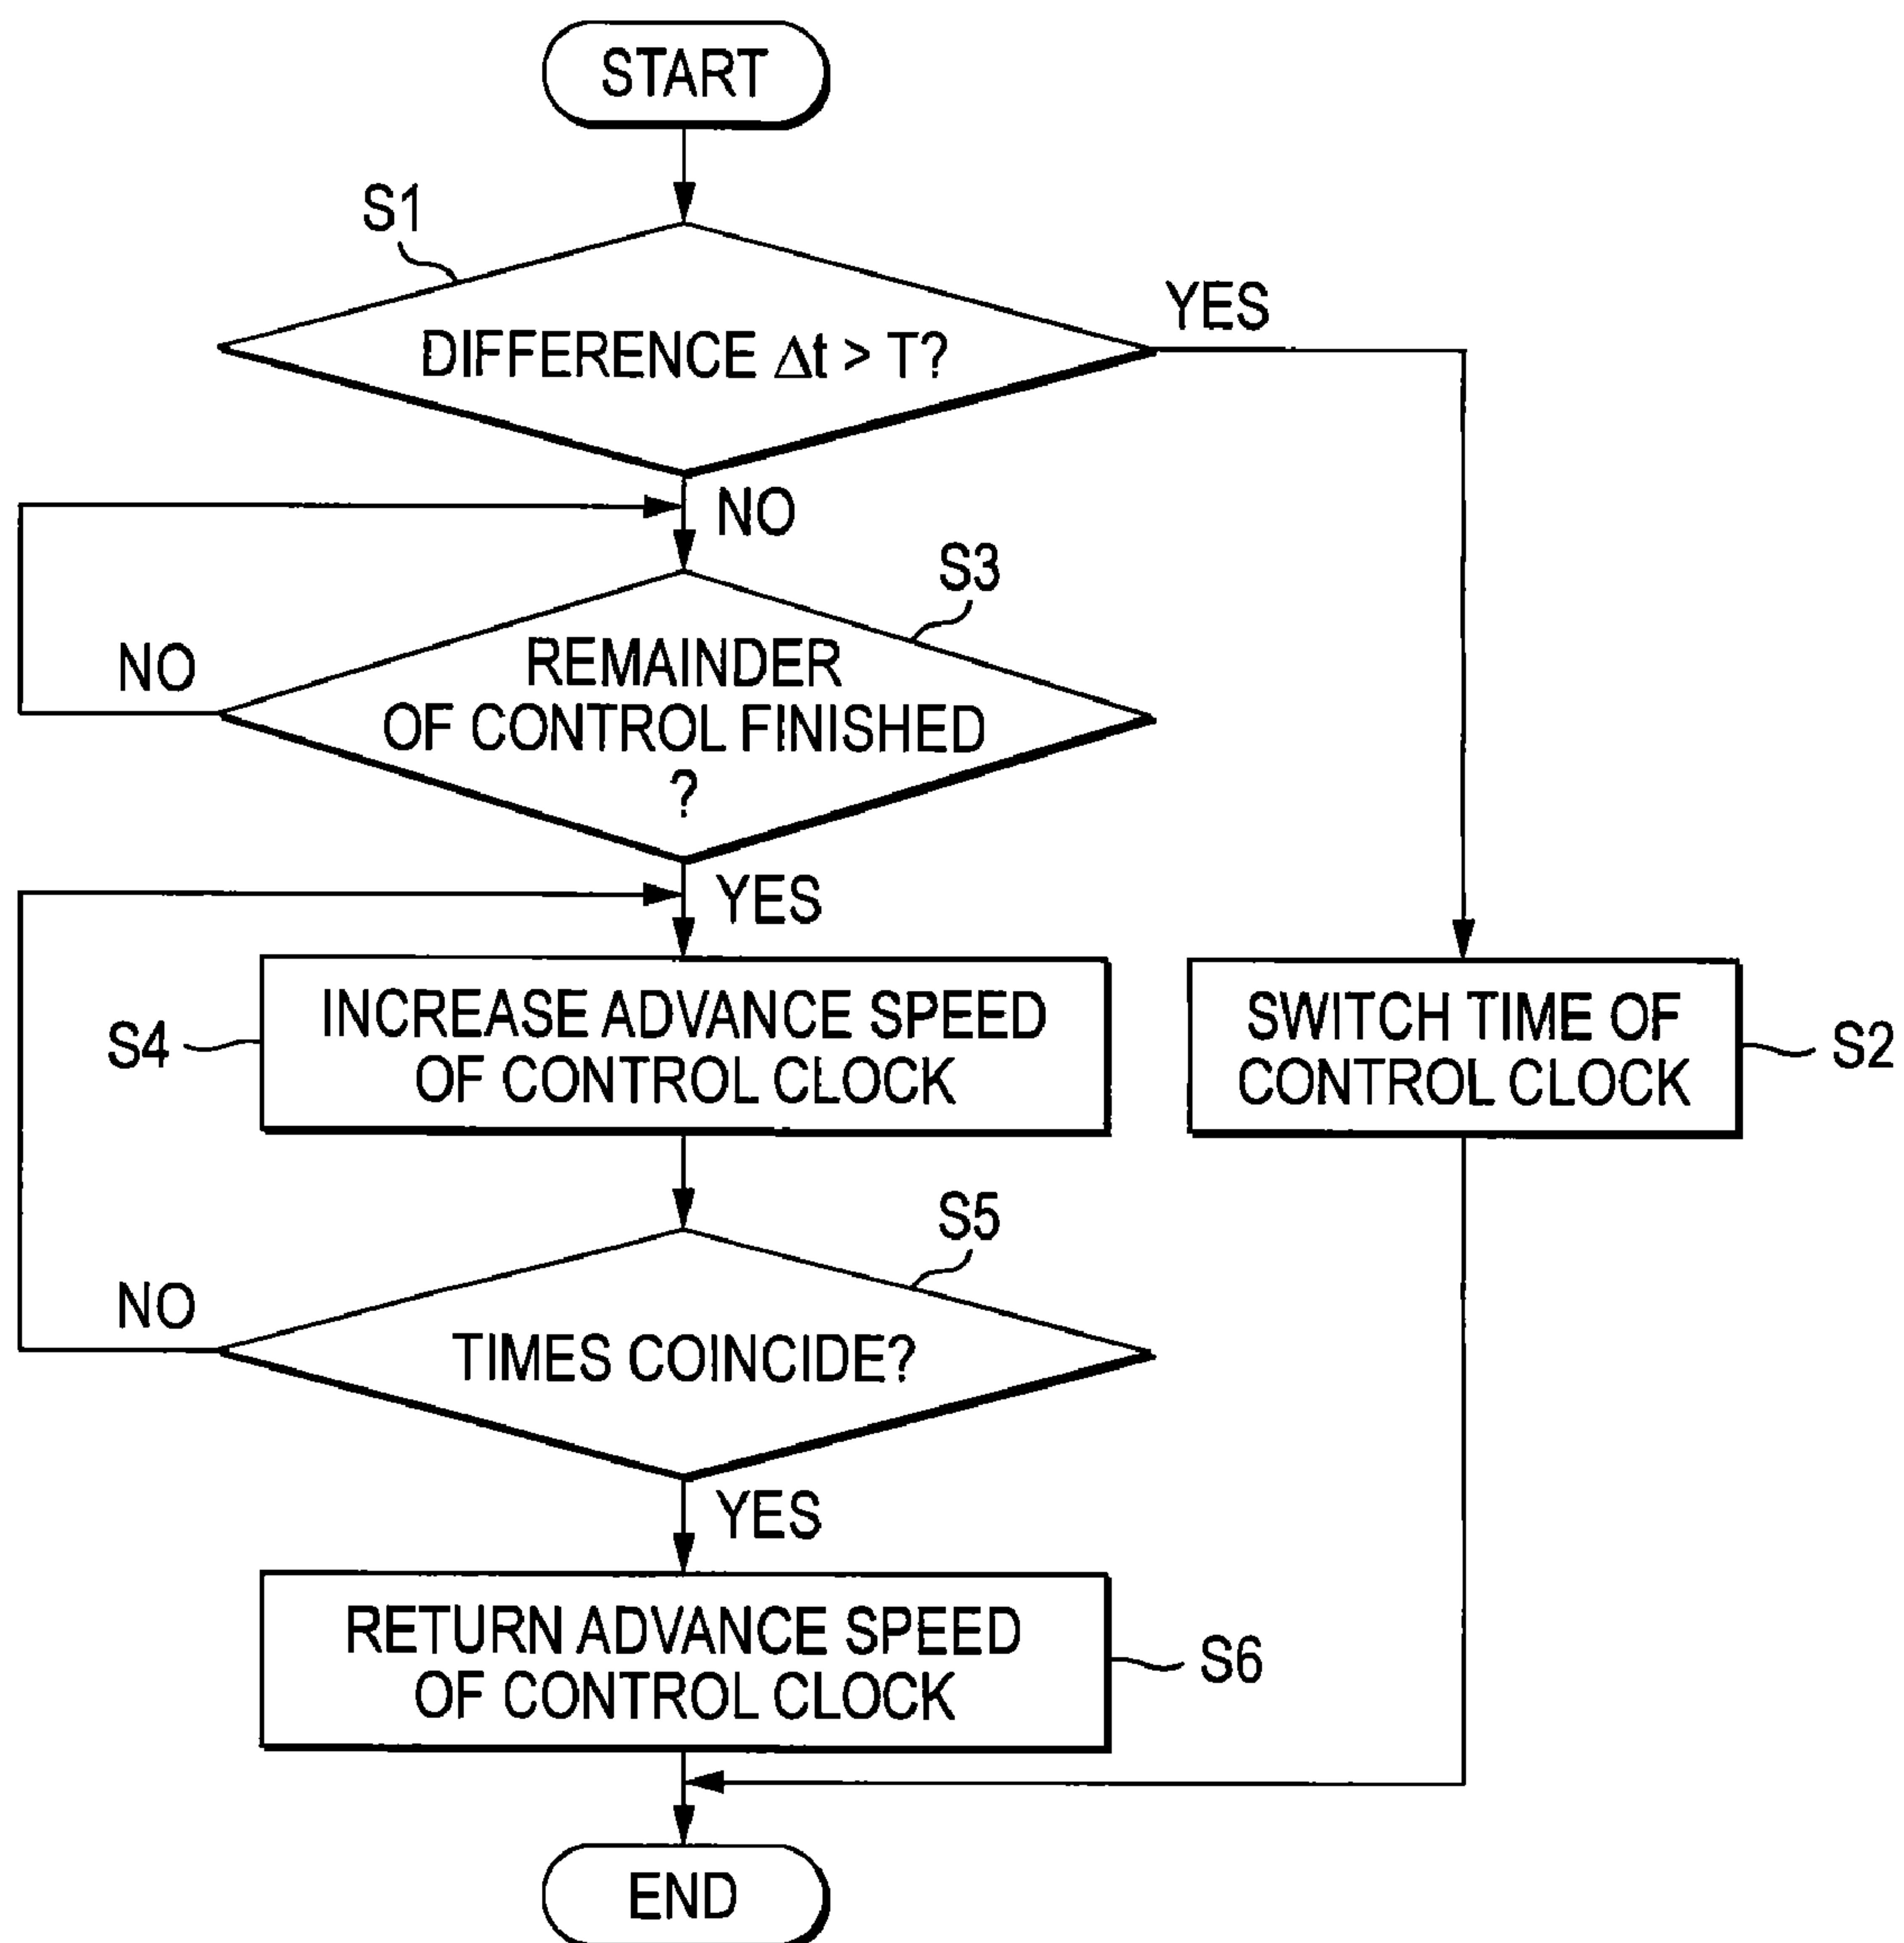 START
S1
DIFFERENCE Δt > T?
YES
NO
S3
NO
REMAINDER
OF CONTROL FINISHED
?
YES
S4
INCREASE ADVANCE SPEED
OF CONTROL CLOCK
SWITCH TIME OF
CONTROL CLOCK
S2
S5
NO
TIMES COINCIDE?
YES
RETURN ADVANCE SPEED
OF CONTROL CLOCK
S6
END